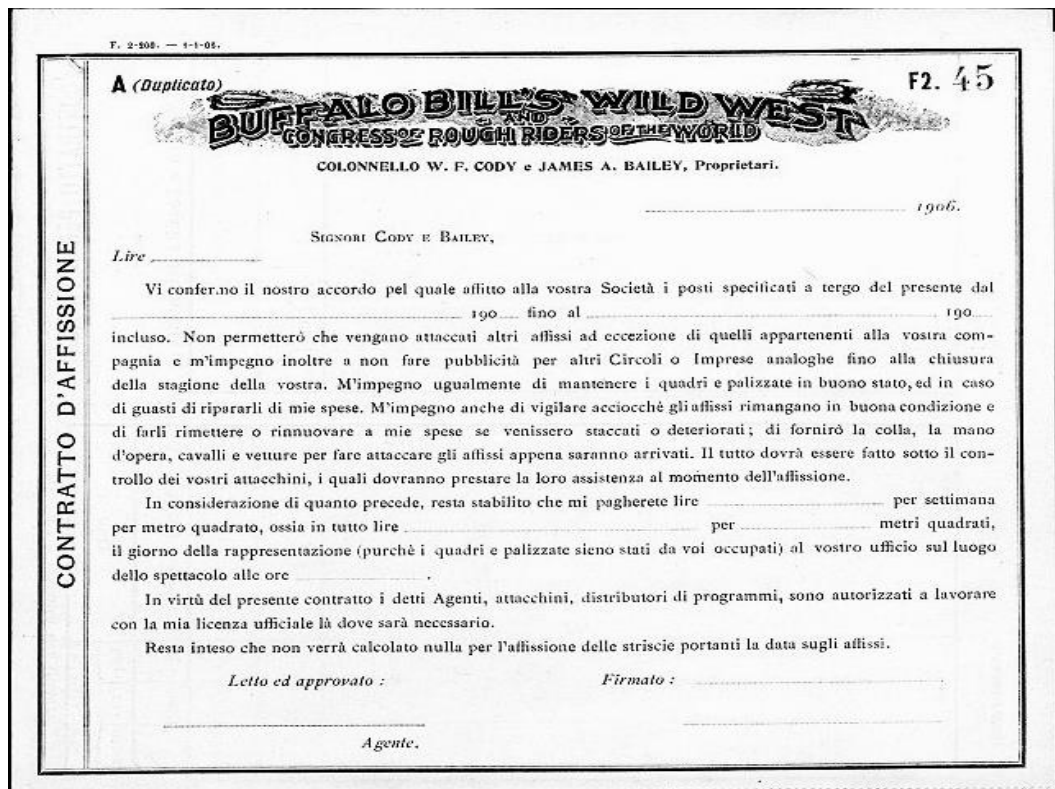 F. 2-208. — 1-1-06.
A (Duplicato)
F2. 45
BUFFALO BILL'S WILD WEST
AND
CONGRESS OF ROUGH RIDERS OF THE WORLD
COLONNELLO W. F. CODY e JAMES A. BAILEY, Proprietari.
1906.
SIGNORI CODY E BAILEY,
Lire
Vi confer.no il nostro accordo pel quale affitto alla vostra Società i posti specificati a tergo del presente dal
190 fino al 190
incluso. Non permetterò che vengano attaccati altri affissi ad eccezione di quelli appartenenti alla vostra com-
pagnia e m'impegno inoltre a non fare pubblicità per altri Circoli o Imprese analoghe fino alla chiusura
della stagione della vostra. M'impegno ugualmente di mantenere i quadri e palizzate in buono stato, ed in caso
di guasti di ripararli di mie spese. M'impegno anche di vigilare acciocchè gli affissi rimangano in buona condizione e
di farli rimettere o rinnuovare a mie spese se venissero staccati o deteriorati; di fornirò la colla, la mano
d'opera, cavalli e vetture per fare attaccare gli affissi appena saranno arrivati. Il tutto dovrà essere fatto sotto il con-
trollo dei vostri attacchini, i quali dovranno prestare la loro assistenza al momento dell'affissione.
In considerazione di quanto precede, resta stabilito che mi pagherete lire per settimana
per metro quadrato, ossia in tutto lire per metri quadrati,
il giorno della rappresentazione (purchè i quadri e palizzate sieno stati da voi occupati) al vostro ufficio sul luogo
dello spettacolo alle ore .
In virtù del presente contratto i detti Agenti, attacchini, distributori di programmi, sono autorizzati a lavorare
con la mia licenza ufficiale là dove sarà necessario.
Resta inteso che non verrà calcolato nulla per l'affissione delle striscie portanti la data sugli affissi.
Letto ed approvato : Firmato :
Agente.
CONTRATTO D'AFFISSIONE